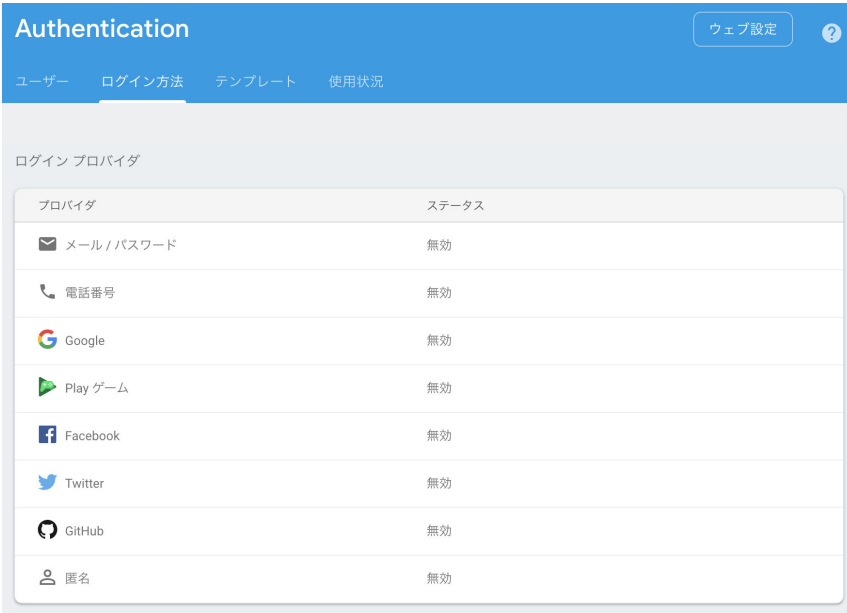 Authentication
ウェブ設定
?
ユーザー ログイン方法 テンプレート 使用状況
ログイン プロバイダ
プロバイダ ステータス
メール / パスワード 無効
電話番号 無効
Google 無効
Play ゲーム 無効
Facebook 無効
Twitter 無効
GitHub 無効
匿名 無効